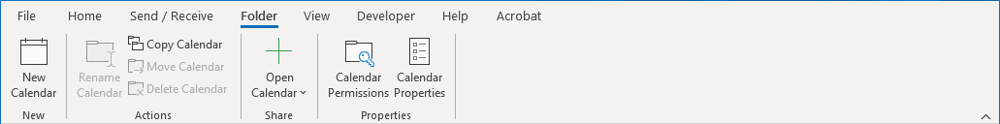 File Home Send / Receive Folder View Developer Help Acrobat
New Calendar
Rename Calendar
Copy Calendar
Move Calendar
Delete Calendar
Open Calendar
Calendar Permissions
Calendar Properties
New Actions Share Properties